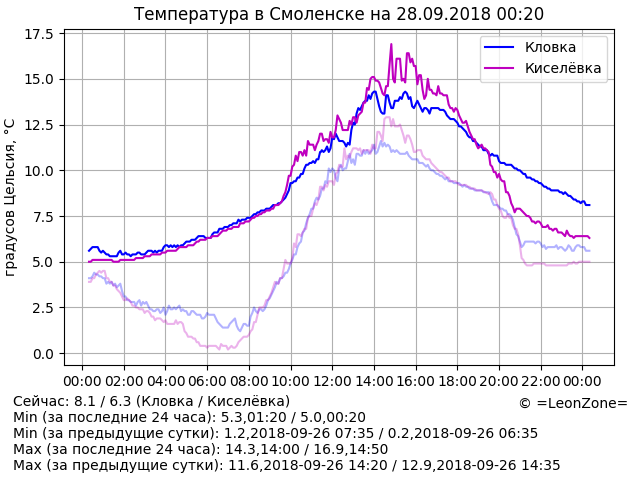 Температура в Смоленске на 28.09.2018 00:20
градусов Цельсия, °C
17.5
15.0
12.5
10.0
7.5
5.0
2.5
0.0
Кловка
Киселёвка
00:00 02:00 04:00 06:00 08:00 10:00 12:00 14:00 16:00 18:00 20:00 22:00 00:00
Сейчас: 8.1 / 6.3 (Кловка / Киселёвка)
© =LeonZone=
Min (за последние 24 часа): 5.3,01:20 / 5.0,00:20
Min (за предыдущие сутки): 1.2,2018-09-26 07:35 / 0.2,2018-09-26 06:35
Max (за последние 24 часа): 14.3,14:00 / 16.9,14:50
Max (за предыдущие сутки): 11.6,2018-09-26 14:20 / 12.9,2018-09-26 14:35